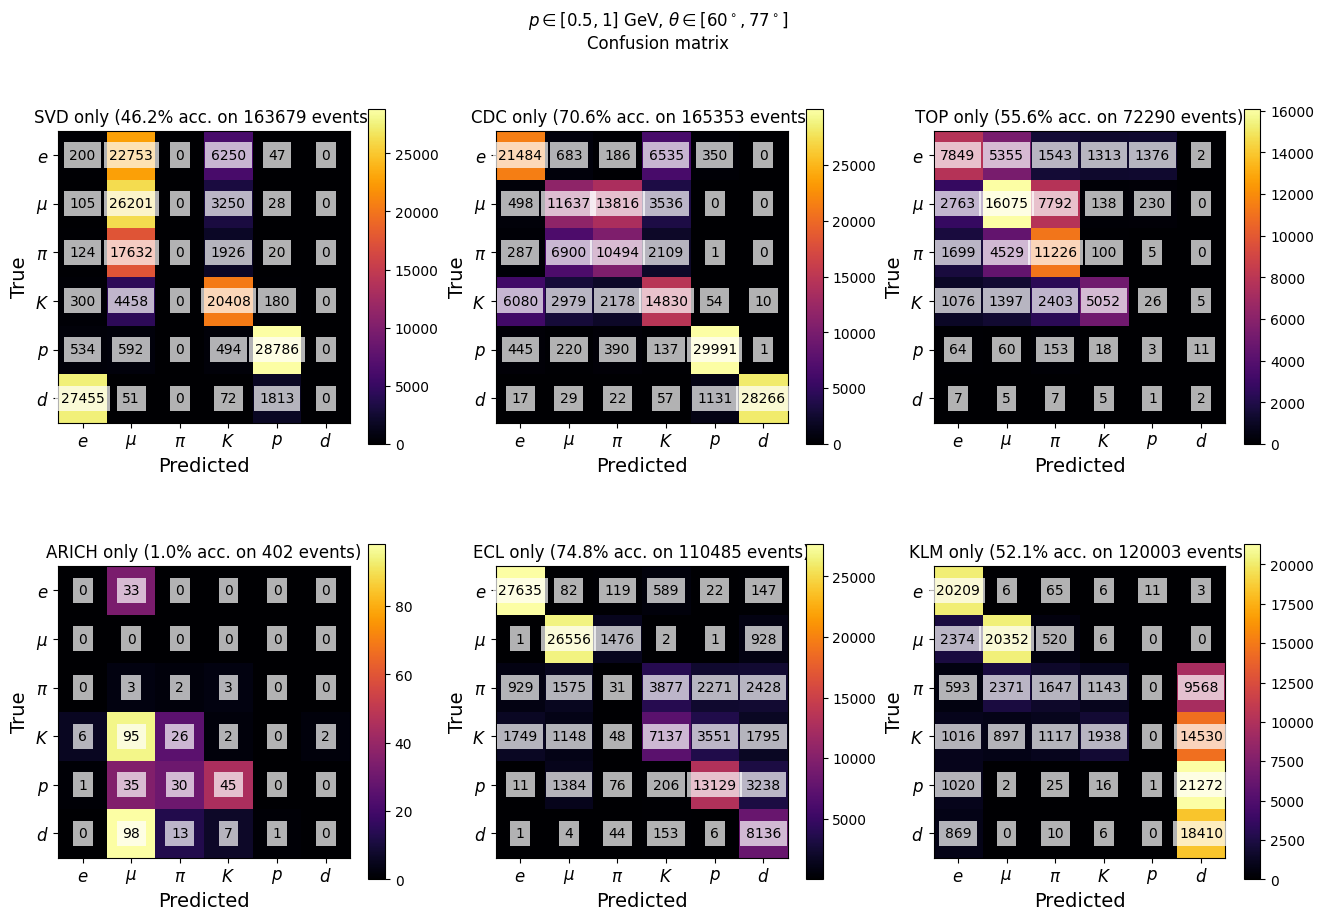 p ∈ [0.5, 1] GeV, θ ∈ [60°, 77°]
Confusion matrix
SVD only (46.2% acc. on 163679 events
True
e 200 22753 0 6250 47 0
μ 105 26201 0 3250 28 0
π 124 17632 0 1926 20 0
K 300 4458 0 20408 180 0
p 534 592 0 494 28786 0
d 27455 51 0 72 1813 0
e μ π K p d
Predicted
25000
20000
15000
10000
5000
0
CDC only (70.6% acc. on 165353 events
True
e 21484 683 186 6535 350 0
μ 498 11637 13816 3536 0 0
π 287 6900 10494 2109 1 0
K 6080 2979 2178 14830 54 10
p 445 220 390 137 29991 1
d 17 29 22 57 1131 28266
e μ π K p d
Predicted
25000
20000
15000
10000
5000
0
TOP only (55.6% acc. on 72290 events)
True
e 7849 5355 1543 1313 1376 2
μ 2763 16075 7792 138 230 0
π 1699 4529 11226 100 5 0
K 1076 1397 2403 5052 26 5
p 64 60 153 18 3 11
d 7 5 7 5 1 2
e μ π K p d
Predicted
16000
14000
12000
10000
8000
6000
4000
2000
0
ARICH only (1.0% acc. on 402 events)
True
e 0 33 0 0 0 0
μ 0 0 0 0 0 0
π 0 3 2 3 0 0
K 6 95 26 2 0 2
p 1 35 30 45 0 0
d 0 98 13 7 1 0
e μ π K p d
Predicted
80
60
40
20
0
ECL only (74.8% acc. on 110485 events)
True
e 27635 82 119 589 22 147
μ 1 26556 1476 2 1 928
π 929 1575 31 3877 2271 2428
K 1749 1148 48 7137 3551 1795
p 11 1384 76 206 13129 3238
d 1 4 44 153 6 8136
e μ π K p d
Predicted
25000
20000
15000
10000
5000
KLM only (52.1% acc. on 120003 events
True
e 20209 6 65 6 11 3
μ 2374 20352 520 6 0 0
π 593 2371 1647 1143 0 9568
K 1016 897 1117 1938 0 14530
p 1020 2 25 16 1 21272
d 869 0 10 6 0 18410
e μ π K p d
Predicted
20000
17500
15000
12500
10000
7500
5000
2500
0